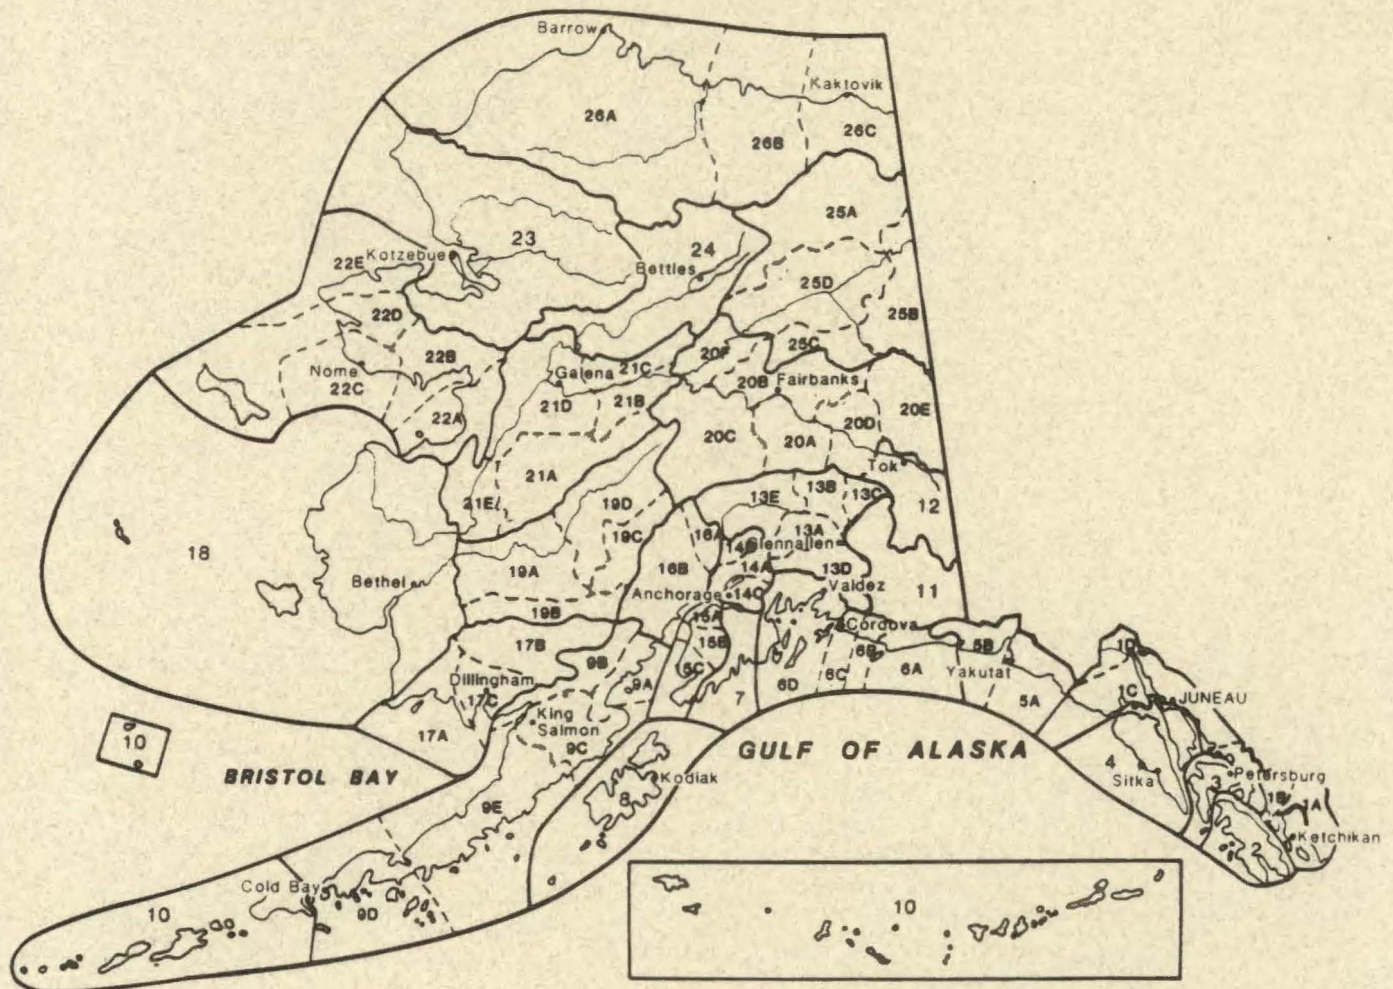 Barrow
Kaktovik
26A
26B
26C
25A
23
24
Kotzebue
22E
Bettles
25D
22D
25B
25C
20F
22B
Nome
22C
Galena
21C
20B
Fairbanks
21D
21B
22A
20D
20E
20C
20A
21A
Tok
21E
19D
13E
13B
13C
12
19C
16A
13A
Glennallen
18
14B
14A
13D
Bethel
19A
16B
Anchorage
14C
Valdez
11
19B
15A
Cordova
17B
15B
5B
1D
9B
6B
Dillingham
17C
9A
6D
6C
6A
Yakutat
7
5A
1C
JUNEAU
King
Salmon
9C
17A
10
BRISTOL BAY
GULF OF ALASKA
4
Sitka
3
Petersburg
1B
1A
8
Kodiak
9E
Ketchikan
2
Cold Bay
9D
10
10